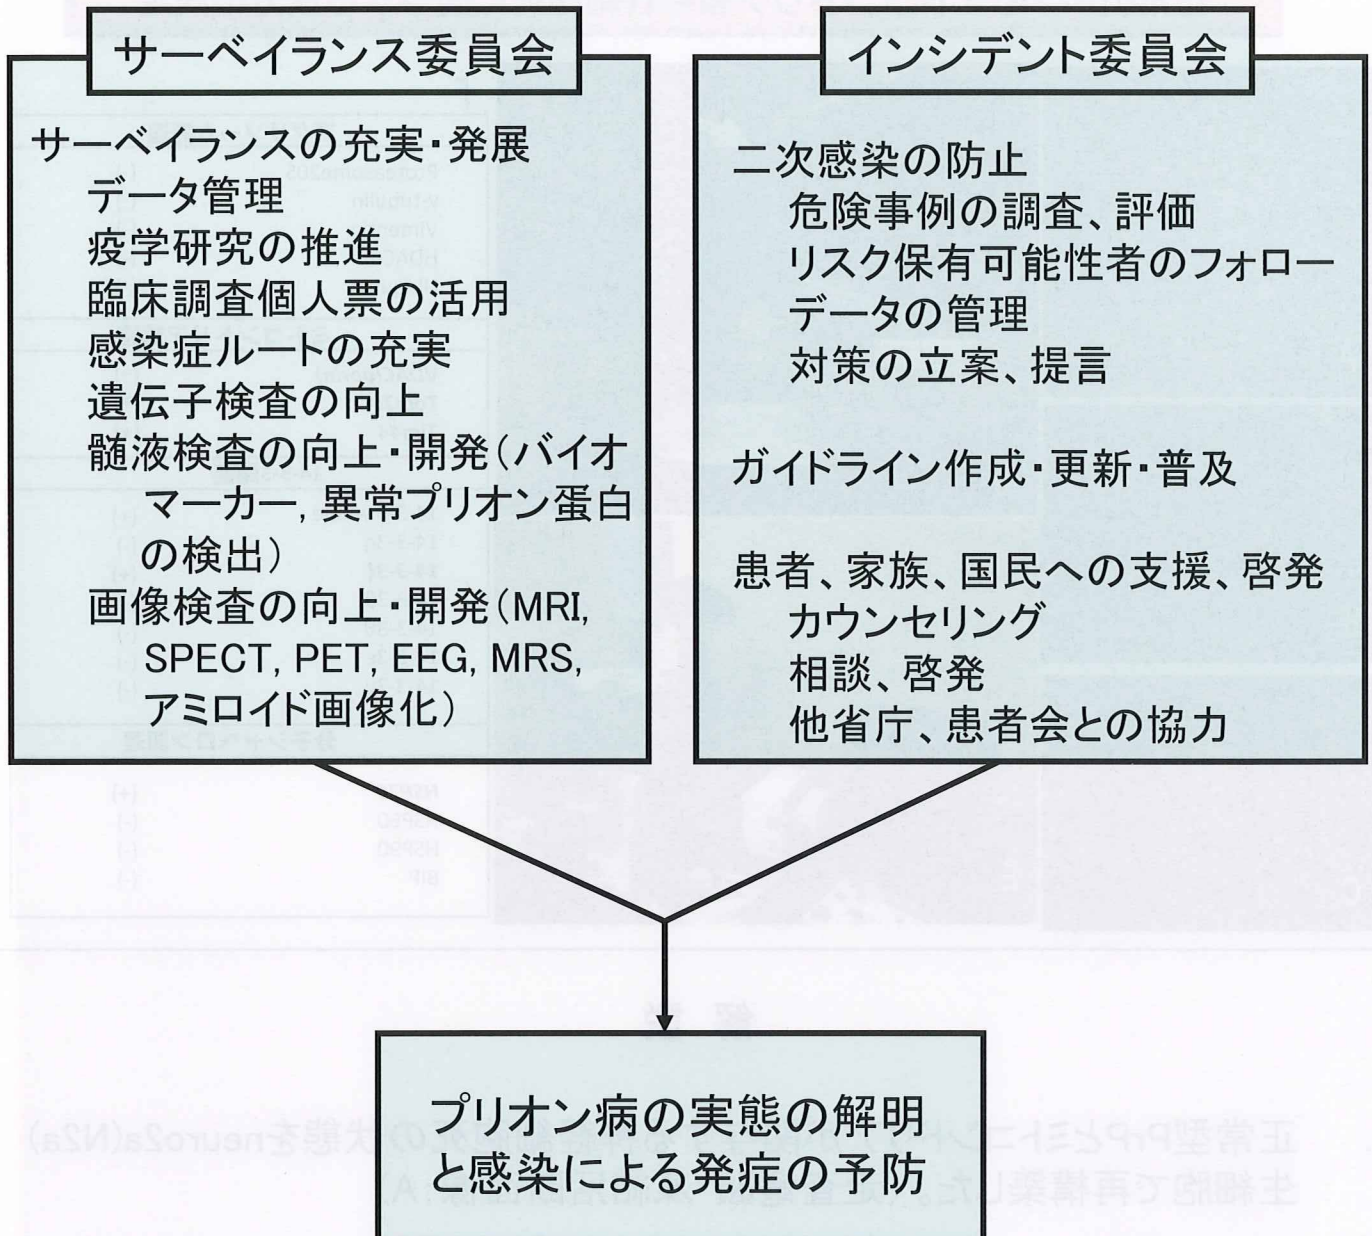 サーベイランス委員会
サーベイランスの充実・発展
データ管理
疫学研究の推進
臨床調査個人票の活用
感染症ルートの充実
遺伝子検査の向上
髄液検査の向上・開発(バイオ
マーカー, 異常プリオン蛋白
の検出)
画像検査の向上・開発(MRI,
SPECT, PET, EEG, MRS,
アミロイド画像化)
インシデント委員会
二次感染の防止
危険事例の調査、評価
リスク保有可能性者のフォロー
データの管理
対策の立案、提言
ガイドライン作成・更新・普及
患者、家族、国民への支援、啓発
カウンセリング
相談、啓発
他省庁、患者会との協力
プリオン病の実態の解明
と感染による発症の予防